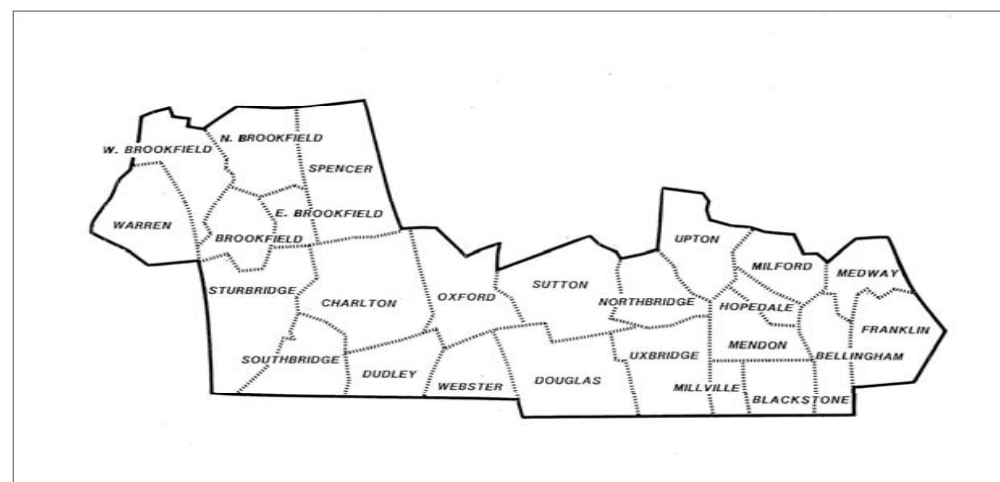 N. BROOKFIELD
W. BROOKFIELD
SPENCER
E. BROOKFIELD
WARREN
BROOKFIELD
UPTON
MILFORD
MEDWAY
STURBRIDGE
CHARLTON
OXFORD
SUTTON
NORTHBRIDGE
HOPEDALE
FRANKLIN
MENDON
SOUTHBRIDGE
UXBRIDGE
BELLINGHAM
DUDLEY
WEBSTER
DOUGLAS
MILLVILLE
BLACKSTONE